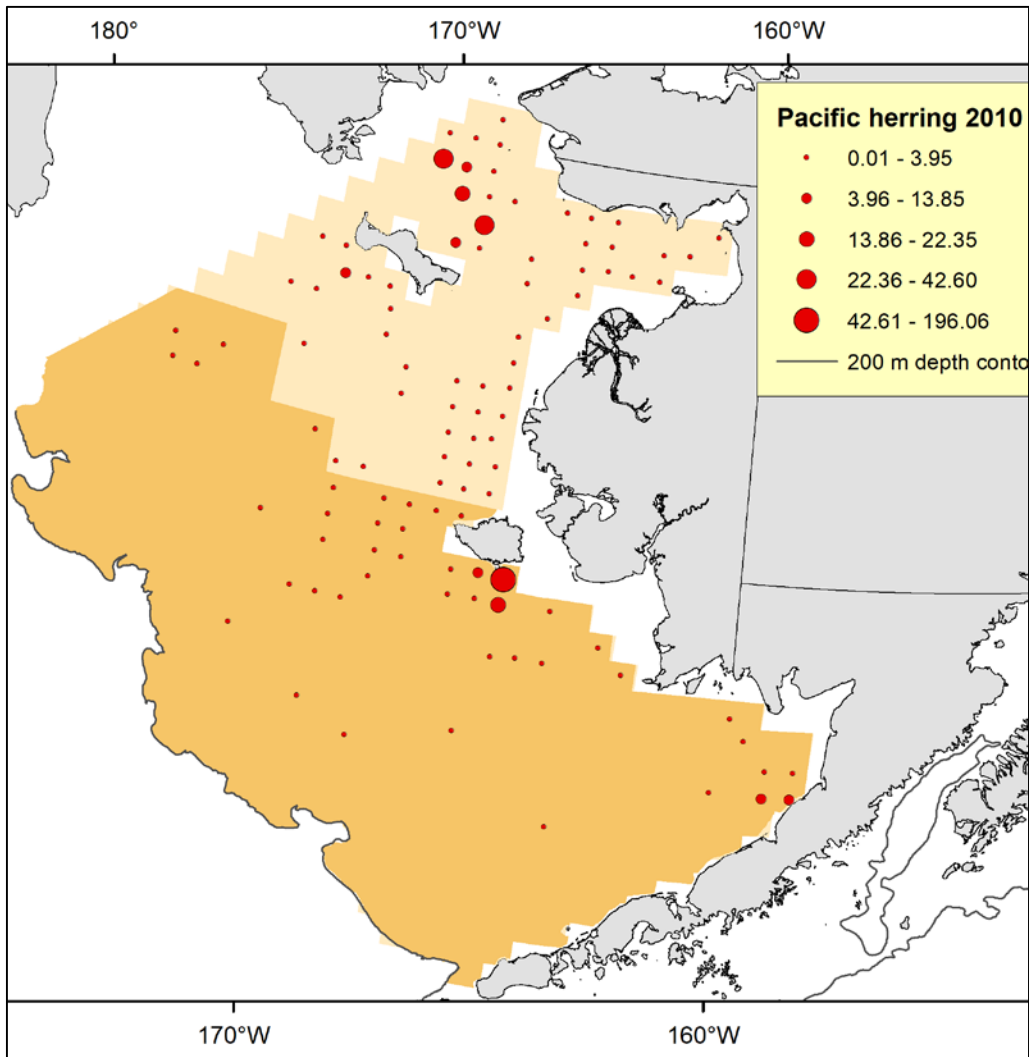 180° 170°W 160°W
Pacific herring 2010
0.01 - 3.95
3.96 - 13.85
13.86 - 22.35
22.36 - 42.60
42.61 - 196.06
200 m depth conto
170°W 160°W